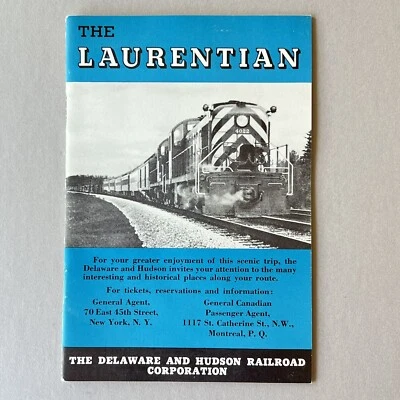 THE
LAURENTIAN
4022
For your greater enjoyment of this scenic trip, the
Delaware and Hudson invites your attention to the many
interesting and historical places along your route.
For tickets, reservations and information:
General Agent,
70 East 45th Street,
New York, N. Y.
General Canadian
Passenger Agent,
1117 St. Catherine St., N.W.,
Montreal, P. Q.
THE DELAWARE AND HUDSON RAILROAD
CORPORATION